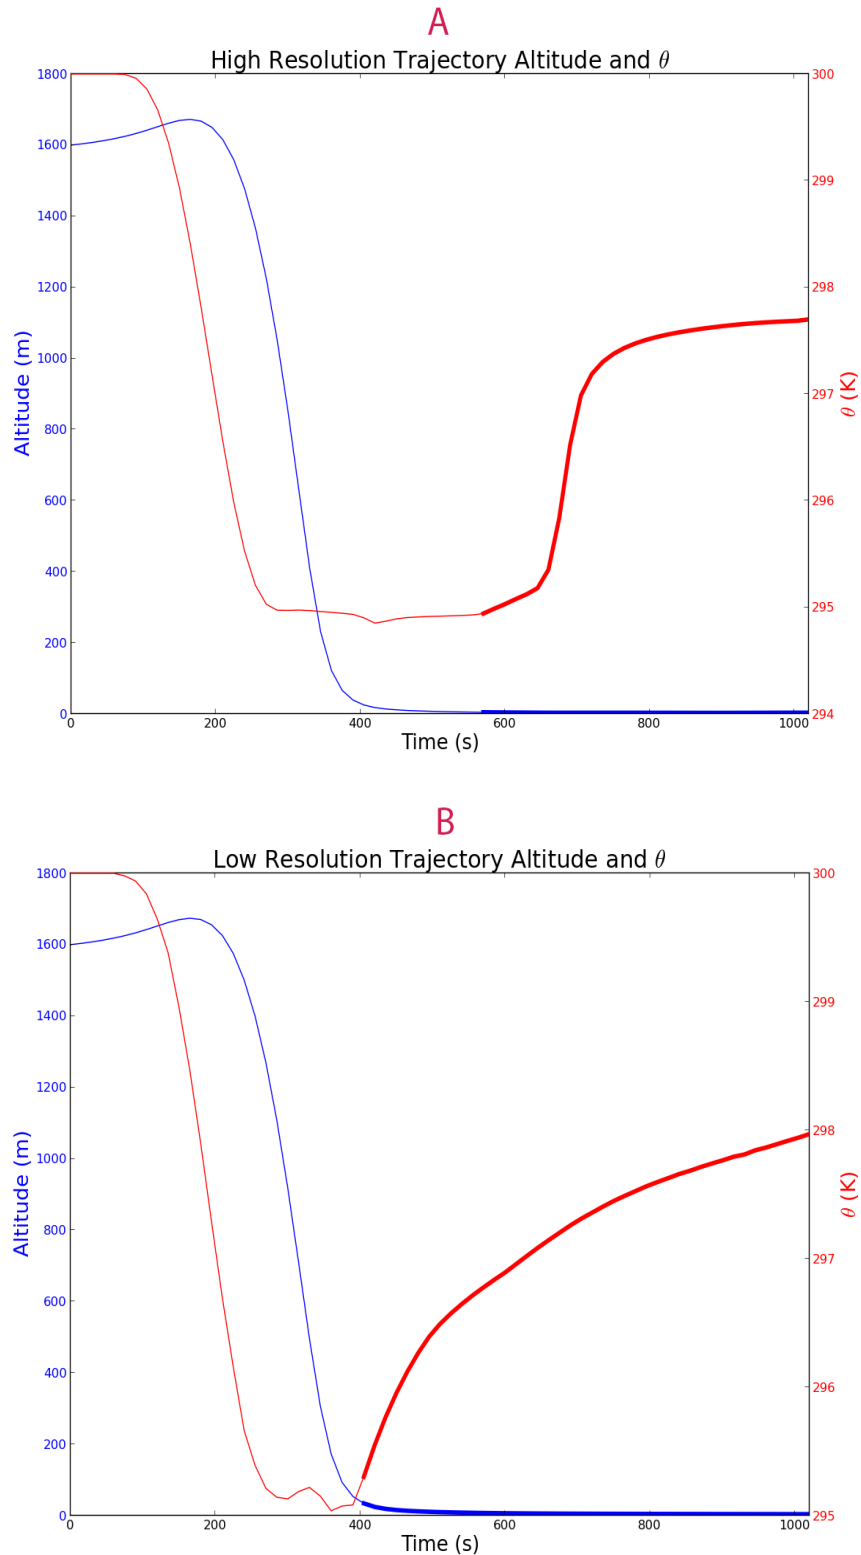 A
High Resolution Trajectory Altitude and θ
1800
1600
1400
1200
1000
800
600
400
200
0
Altitude (m)
300
299
298
297
296
295
294
θ (K)
0 200 400 600 800 1000
Time (s)
B
Low Resolution Trajectory Altitude and θ
1800
1600
1400
1200
1000
800
600
400
200
0
Altitude (m)
300
299
298
297
296
295
θ (K)
0 200 400 600 800 1000
Time (s)